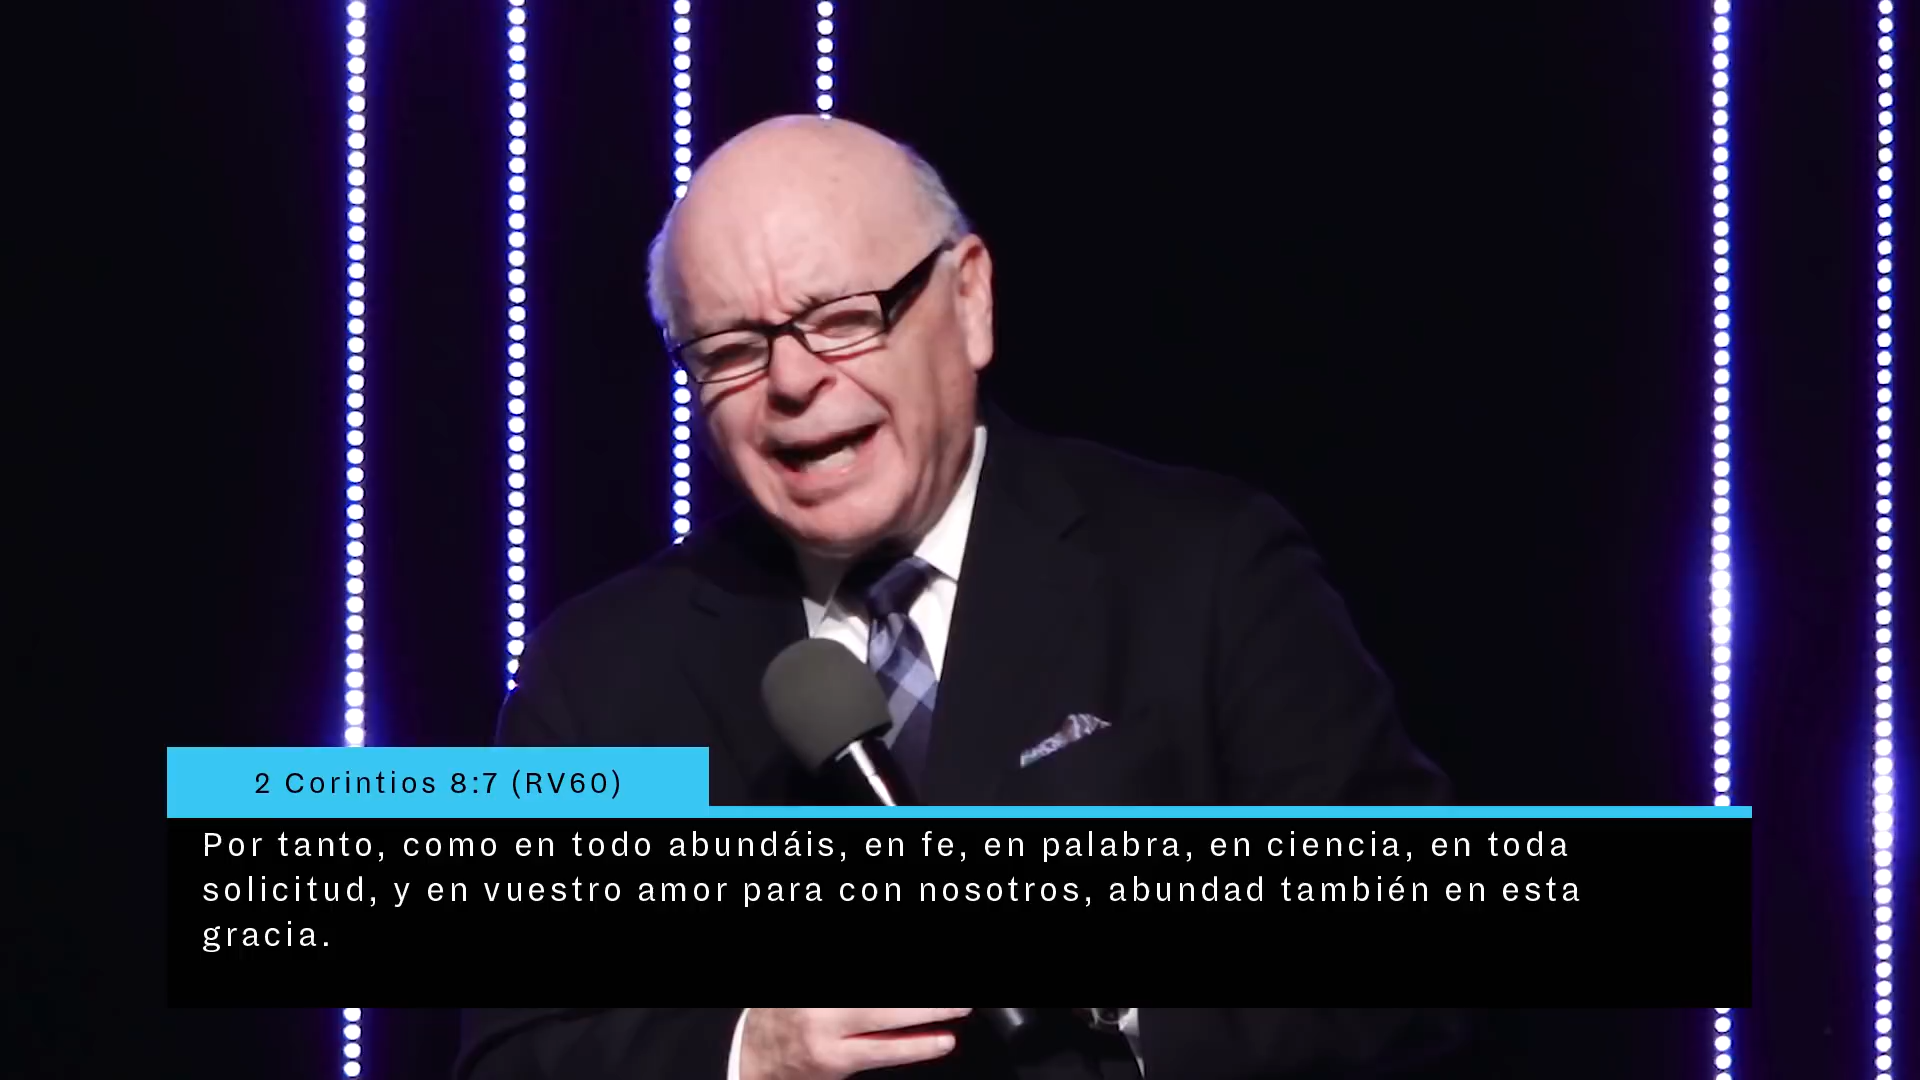 2 Corintios 8:7 (RV60)
Por tanto, como en todo abundáis, en fe, en palabra, en ciencia, en toda
solicitud, y en vuestro amor para con nosotros, abundad también en esta
gracia.